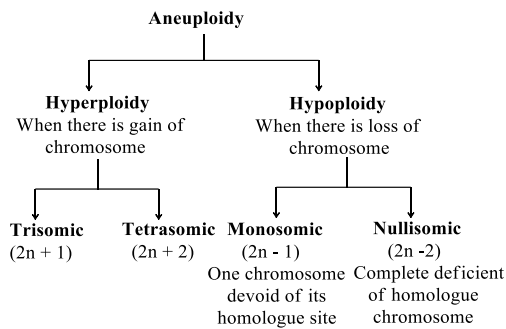 Aneuploidy
Hyperploidy
When there is gain of
chromosome
Hypoploidy
When there is loss of
chromosome
Trisomic
(2n + 1)
Tetrasomic
(2n + 2)
Monosomic
(2n - 1)
One chromosome
devoid of its
homologue site
Nullisomic
(2n -2)
Complete deficient
of homologue
chromosome